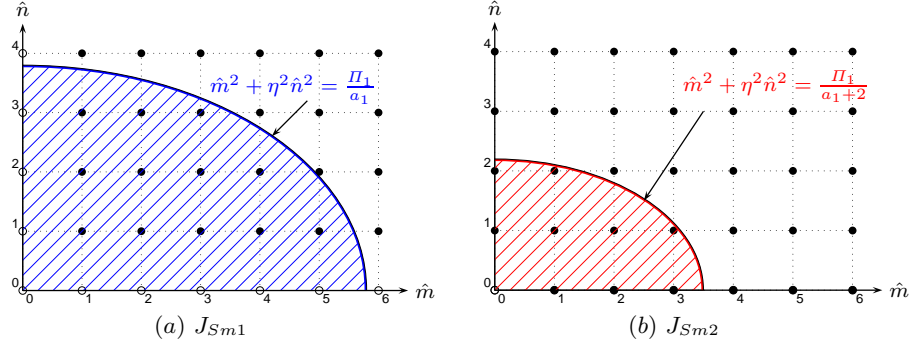 n̂
4
3
2
1
0
0 1 2 3 4 5 6
m̂
m̂² + η²n̂² = Π₁/a₁
(a) J_{Sm1}
n̂
4
3
2
1
0
0 1 2 3 4 5 6
m̂
m̂² + η²n̂² = Π₁/(a₁+2)
(b) J_{Sm2}